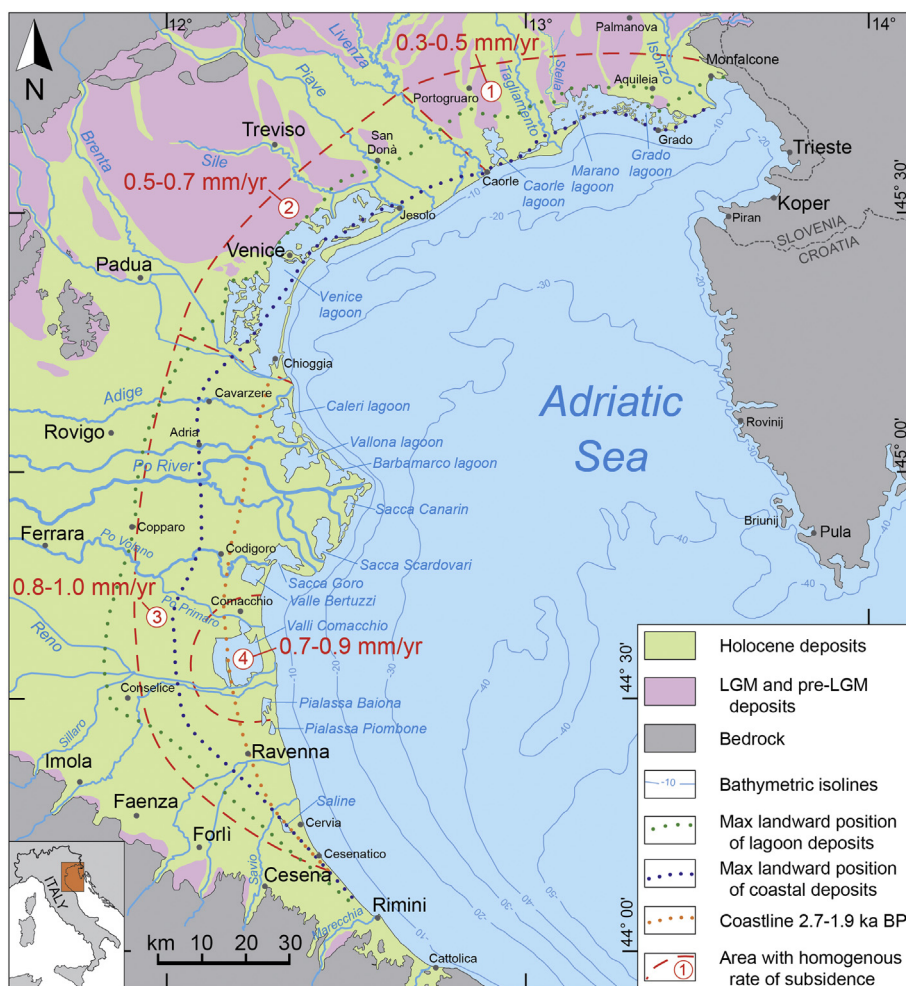 12°
13°
14°
N
Livenza
Piave
Brenta
Sile
Tagliamento
Stella
Isonzo
0.3-0.5 mm/yr
1
Palmanova
Monfalcone
Aquileia
Portogruaro
Grado
Trieste
Treviso
San
Donà
Caorle
Caorle
lagoon
Marano
lagoon
Grado
lagoon
Koper
Piran
SLOVENIA
CROATIA
45° 30'
0.5-0.7 mm/yr
2
Jesolo
Venice
Padua
Venice
lagoon
Chioggia
Adige
Cavarzere
Caleri lagoon
Adriatic
Sea
Rovinj
45° 00'
Rovigo
Adria
Vallona lagoon
Po River
Barbamarco lagoon
Sacca Canarin
Briunij
Pula
Ferrara
Copparo
Po Volano
Codigoro
Sacca Scardovari
Sacca Goro
Valle Bertuzzi
0.8-1.0 mm/yr
3
Po Primaro
Comacchio
Valli Comacchio
4
0.7-0.9 mm/yr
Reno
44° 30'
Conselice
Pialassa Baiona
Pialassa Piombone
Sillaro
Ravenna
Imola
Faenza
Saline
Forlì
Cervia
Savio
Cesenatico
Cesena
Rimini
Marecchia
Cattolica
44° 00'
ITALY
km 10 20 30
-10
-20
-30
-40
Holocene deposits
LGM and pre-LGM
deposits
Bedrock
-10
Bathymetric isolines
Max landward position
of lagoon deposits
Max landward position
of coastal deposits
Coastline 2.7-1.9 ka BP
1
Area with homogenous
rate of subsidence